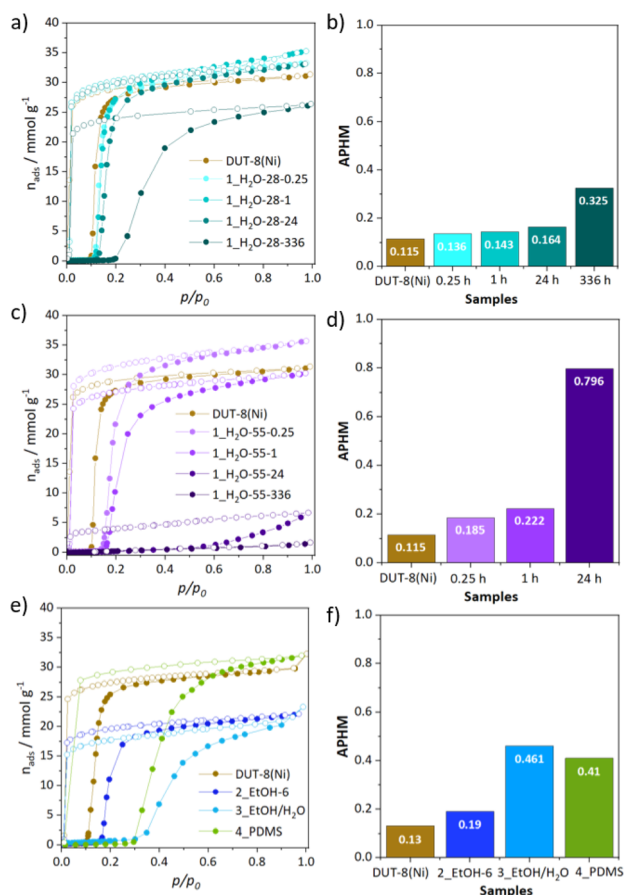 a)
n_ads / mmol g⁻¹
40
35
30
25
20
15
10
5
0
DUT-8(Ni)
1_H₂O-28-0.25
1_H₂O-28-1
1_H₂O-28-24
1_H₂O-28-336
0.0 0.2 0.4 0.6 0.8 1.0
p/p₀
b)
APHM
1.0
0.8
0.6
0.4
0.2
0.0
0.115
0.136
0.143
0.164
0.325
DUT-8(Ni) 0.25 h 1 h 24 h 336 h
Samples
c)
n_ads / mmol g⁻¹
40
35
30
25
20
15
10
5
0
DUT-8(Ni)
1_H₂O-55-0.25
1_H₂O-55-1
1_H₂O-55-24
1_H₂O-55-336
0.0 0.2 0.4 0.6 0.8 1.0
p/p₀
d)
APHM
1.0
0.8
0.6
0.4
0.2
0.0
0.115
0.185
0.222
0.796
DUT-8(Ni) 0.25 h 1 h 24 h
Samples
e)
n_ads / mmol g⁻¹
40
35
30
25
20
15
10
5
0
DUT-8(Ni)
2_EtOH-6
3_EtOH/H₂O
4_PDMS
0.0 0.2 0.4 0.6 0.8 1.0
p/p₀
f)
APHM
1.0
0.8
0.6
0.4
0.2
0.0
0.13
0.19
0.461
0.41
DUT-8(Ni) 2_EtOH-6 3_EtOH/H₂O 4_PDMS
Samples